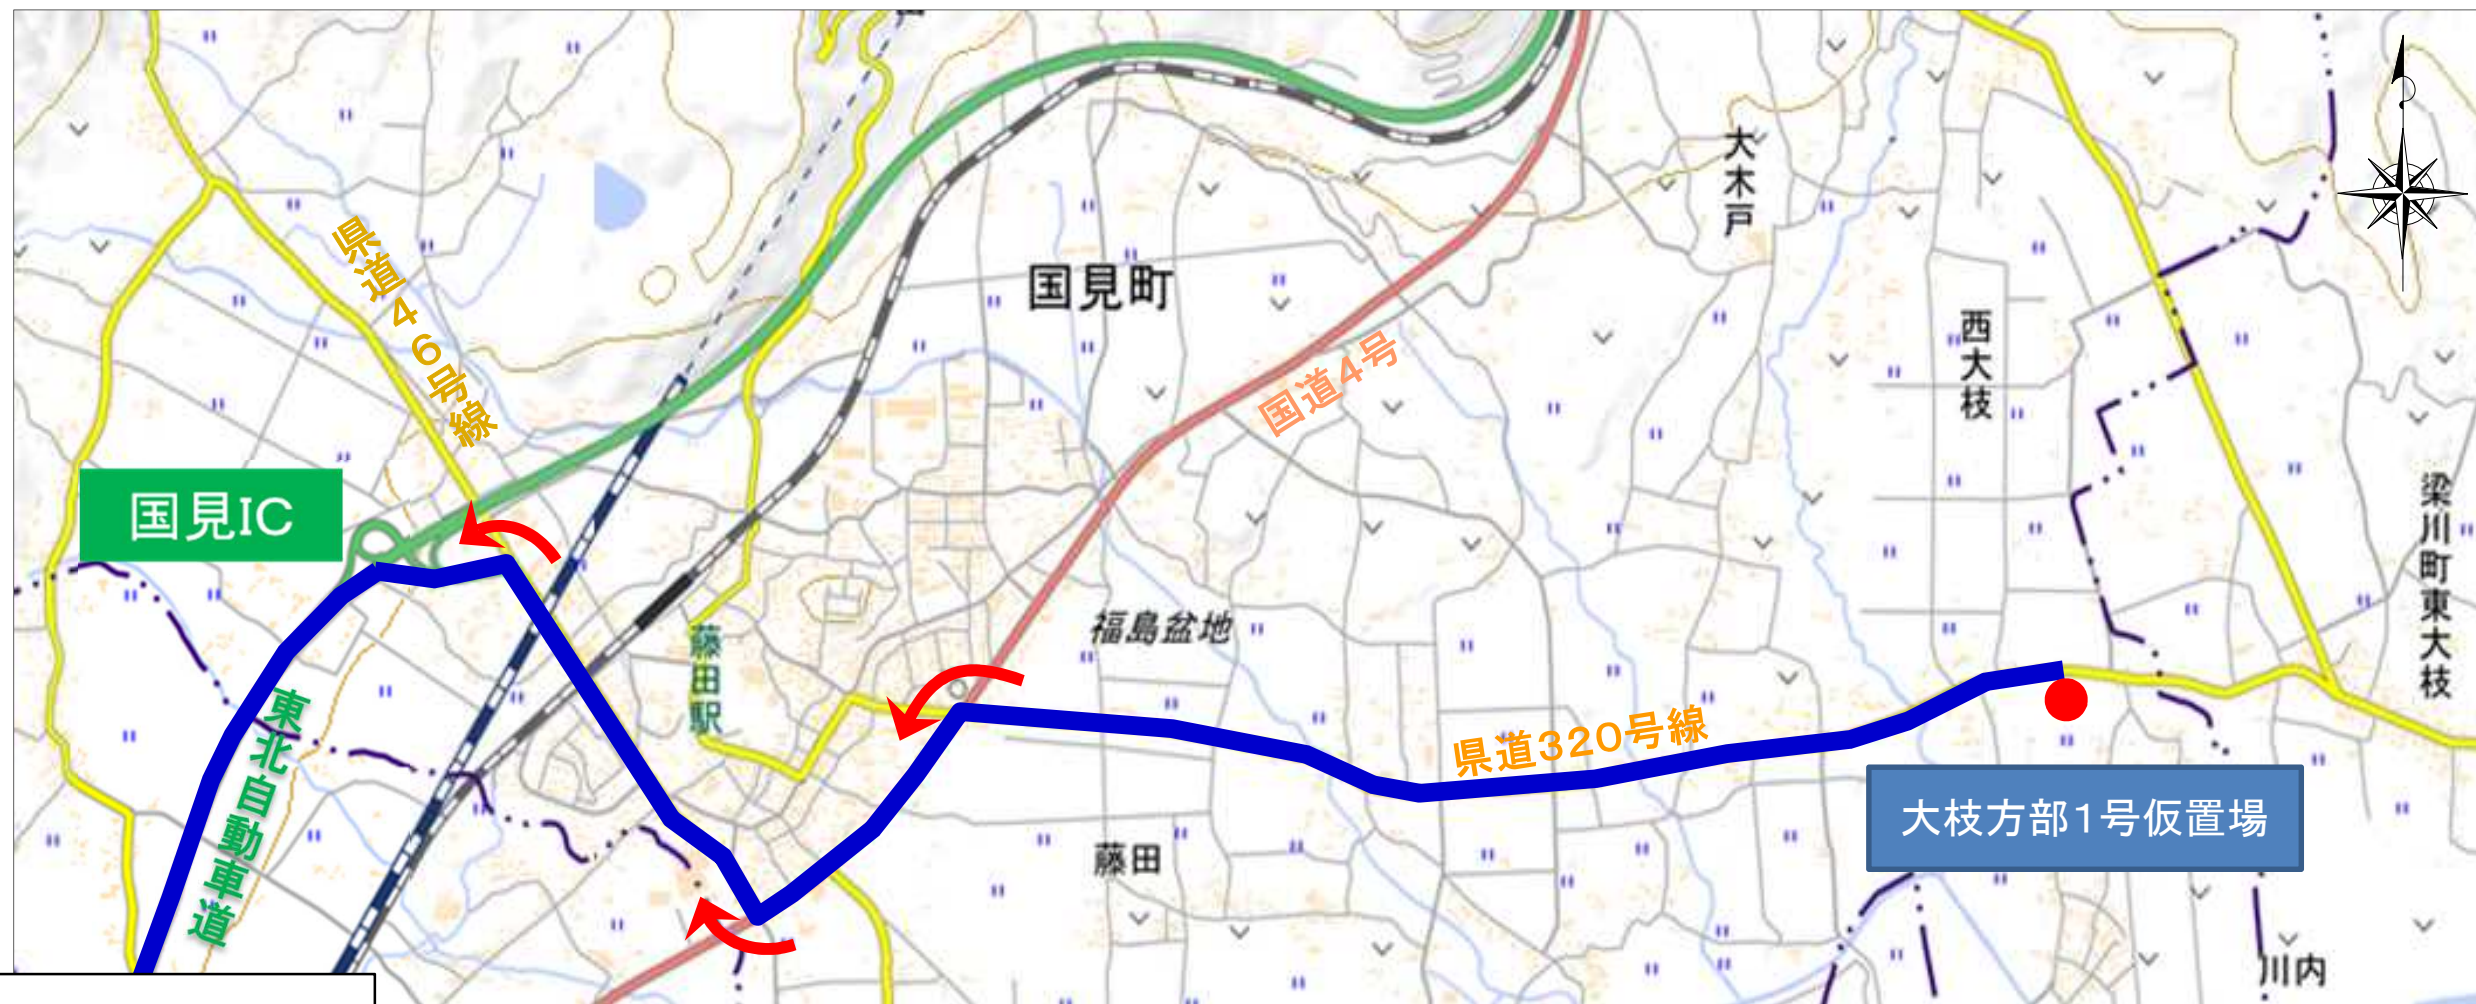 大木戸
県道46号線
国見町
西大枝
国道4号
国見IC
梁川町東大枝
福島盆地
藤田駅
東北自動車道
県道320号線
大枝方部1号仮置場
藤田
川内